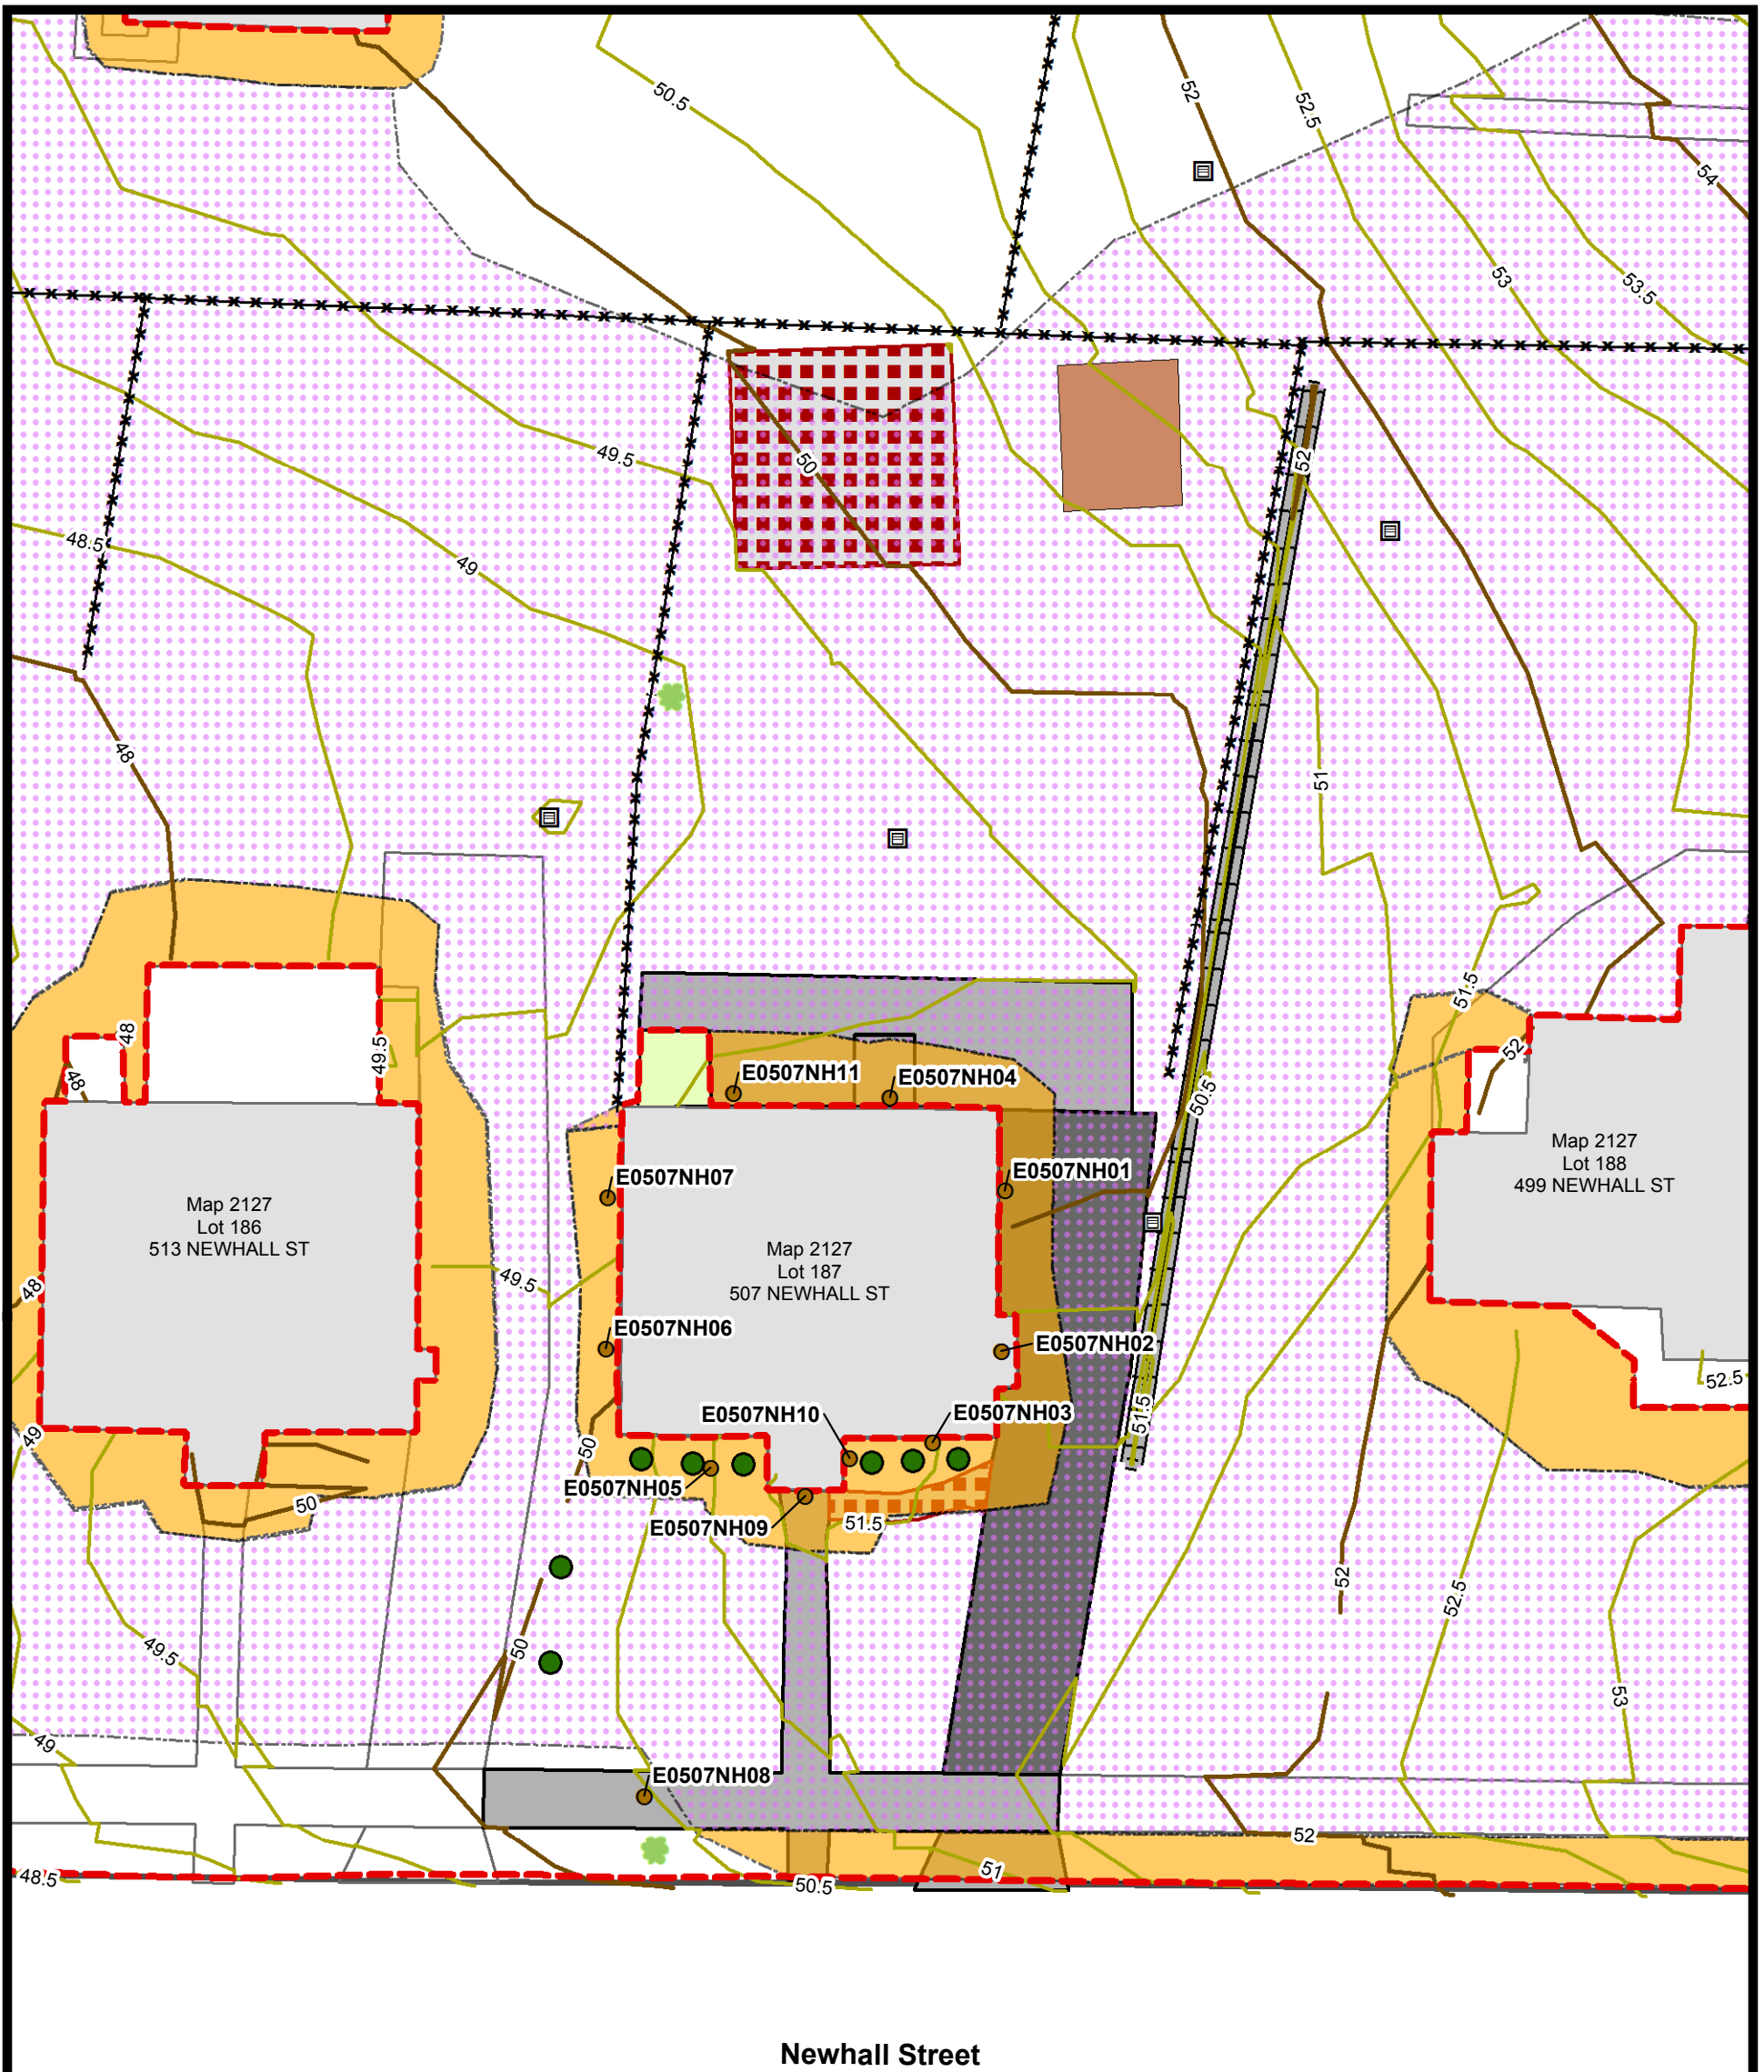 50.5
52
52.5
54
53
53.5
50
49.5
52
48.5
49
48
51
51.5
48
48
49.5
52
E0507NH11
E0507NH04
50.5
E0507NH07
E0507NH01
Map 2127
Lot 188
499 NEWHALL ST
Map 2127
Lot 186
513 NEWHALL ST
Map 2127
Lot 187
507 NEWHALL ST
48
49.5
E0507NH06
E0507NH02
52.5
E0507NH10
E0507NH03
51.5
49
50
E0507NH05
50
E0507NH09
51.5
52
52.5
49.5
50
53
49
E0507NH08
52
48.5
51
50.5
Newhall Street